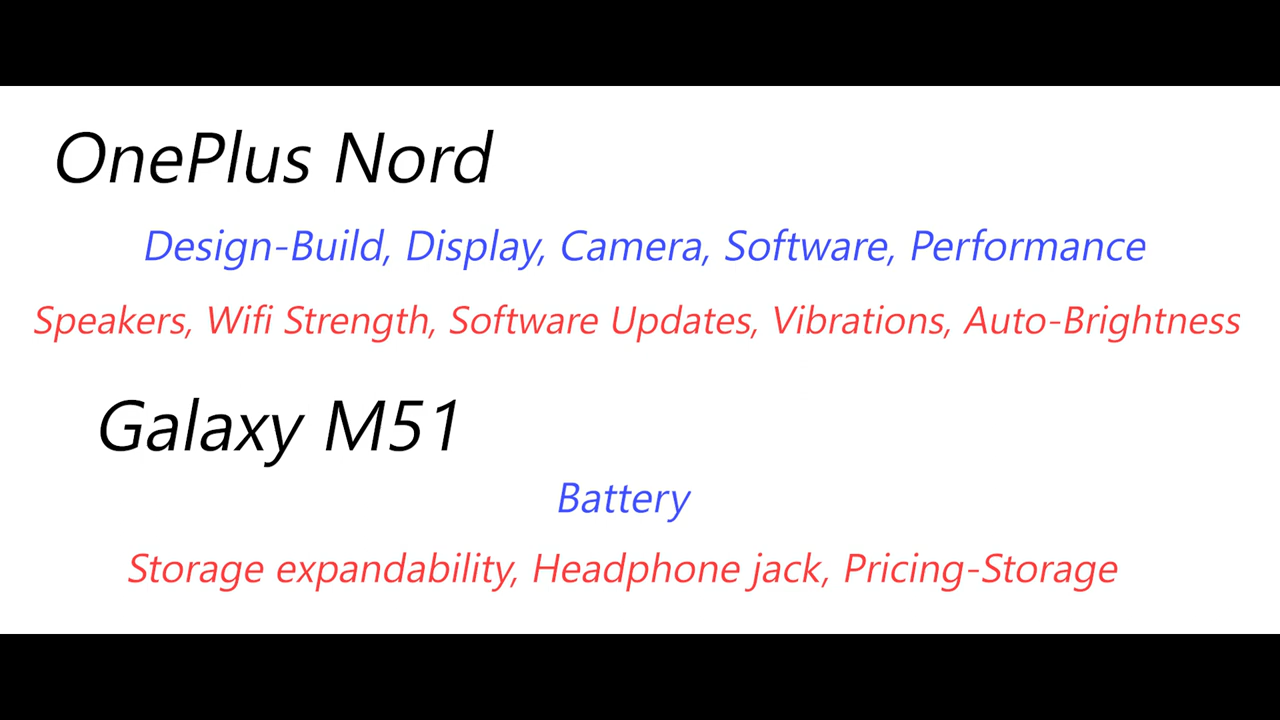 OnePlus Nord
Design-Build, Display, Camera, Software, Performance
Speakers, Wifi Strength, Software Updates, Vibrations, Auto-Brightness
Galaxy M51
Battery
Storage expandability, Headphone jack, Pricing-Storage